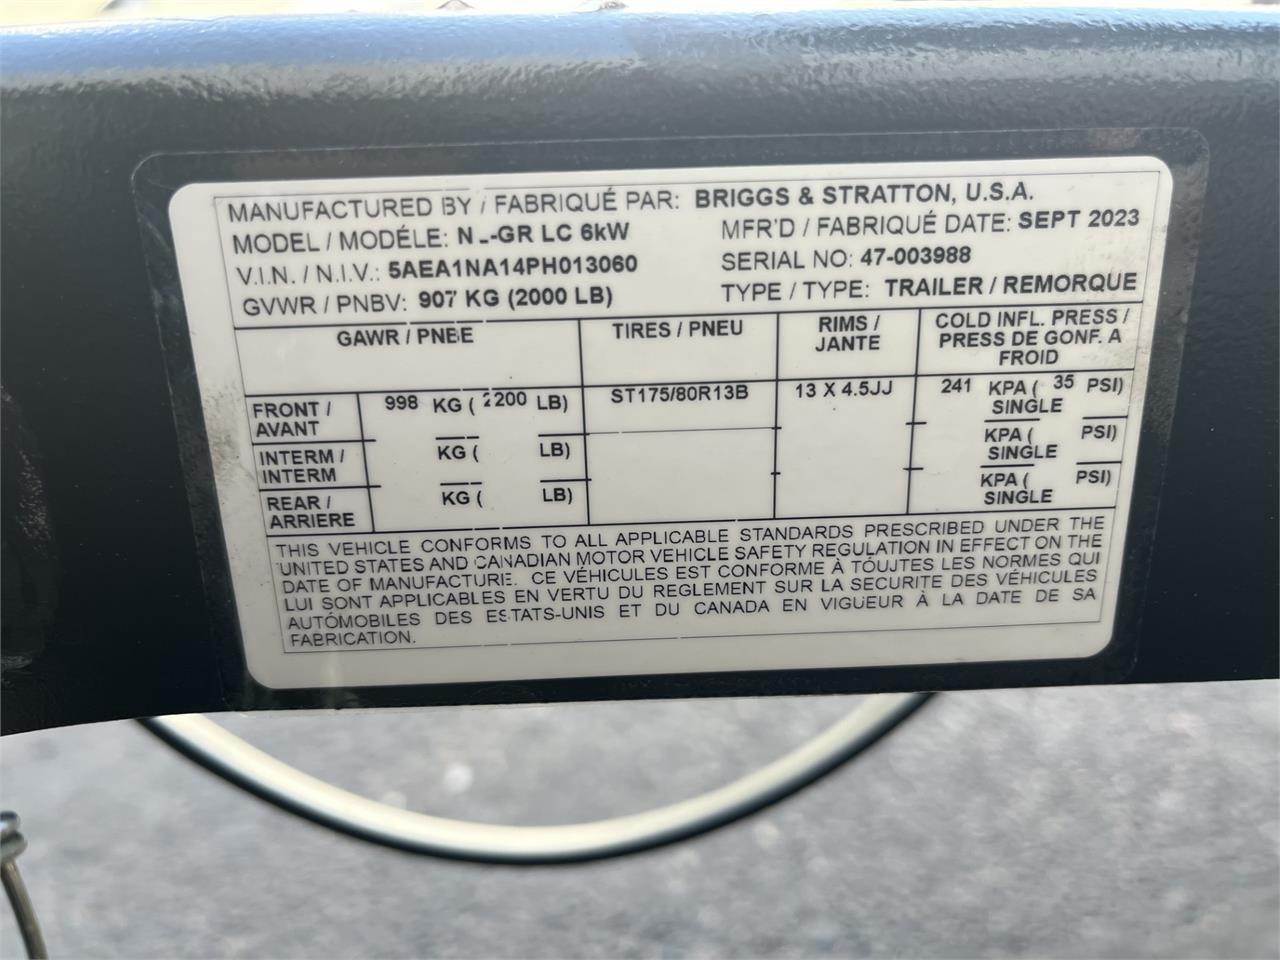 MANUFACTURED BY / FABRIQUÉ PAR: BRIGGS & STRATTON, U.S.A.
MODEL / MODÉLE: -GR LC 6kW MFR'D / FABRIQUÉ DATE: SEPT 2023
V.I.N. / N.I.V.: 5AEA1NA14PH013060 SERIAL NO: 47-003988
GVWR / PNBV: 907 KG (2000 LB) TYPE / TYPE: TRAILER / REMORQUE
GAWR / PNBE TIRES / PNEU RIMS / JANTE COLD INFL. PRESS / PRESS DE GONF. A FROID
FRONT / AVANT 998 KG ( 2200 LB) ST175/80R13B 13 X 4.5JJ 241 KPA ( 35 PSI) SINGLE
INTERM / INTERM KG ( LB) KPA ( PSI) SINGLE
REAR / ARRIERE KG ( LB) KPA ( PSI) SINGLE
THIS VEHICLE CONFORMS TO ALL APPLICABLE STANDARDS PRESCRIBED UNDER THE
UNITED STATES AND CANADIAN MOTOR VEHICLE SAFETY REGULATION IN EFFECT ON THE
DATE OF MANUFACTURE. CE VÉHICULES EST CONFORME À TOUTES LES NORMES QUI
LUI SONT APPLICABLES EN VERTU DU REGLEMENT SUR LA SECURITE DES VÉHICULES
AUTÓMOBILES DES ESTATS-UNIS ET DU CANADA EN VIGUEUR À LA DATE DE SA
FABRICATION.